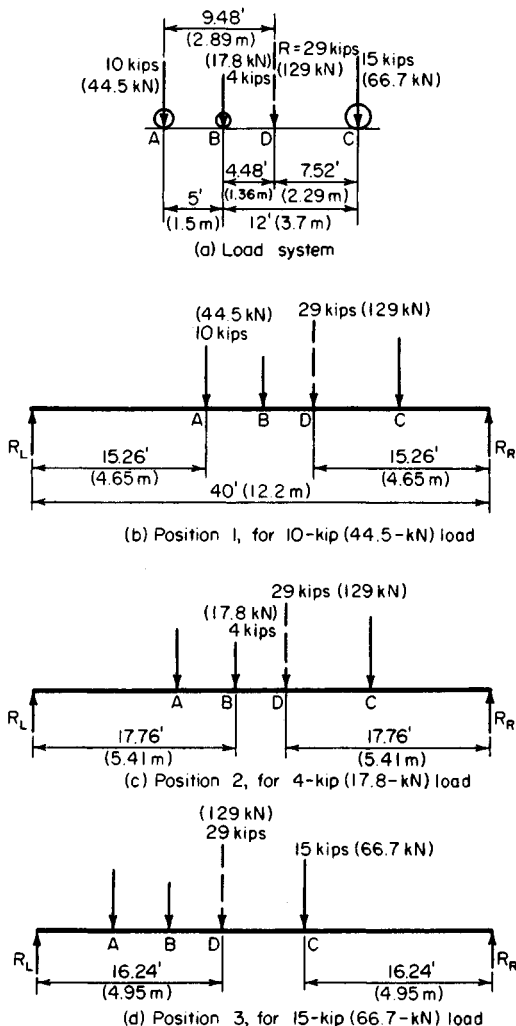 9.48'
(2.89 m)
10 kips
(44.5 kN)
(17.8 kN)
4 kips
R = 29 kips
(129 kN)
15 kips
(66.7 kN)
A B D C
4.48' 7.52'
(1.36 m) (2.29 m)
5' 12' (3.7 m)
(1.5 m)
(a) Load system
(44.5 kN)
10 kips
29 kips (129 kN)
A B D C
R_L R_R
15.26' 15.26'
(4.65 m) (4.65 m)
40' (12.2 m)
(b) Position 1, for 10-kip (44.5-kN) load
29 kips (129 kN)
(17.8 kN)
4 kips
A B D C
R_L R_R
17.76' 17.76'
(5.41 m) (5.41 m)
(c) Position 2, for 4-kip (17.8-kN) load
(129 kN)
29 kips
15 kips (66.7 kN)
A B D C
R_L R_R
16.24' 16.24'
(4.95 m) (4.95 m)
(d) Position 3, for 15-kip (66.7-kN) load